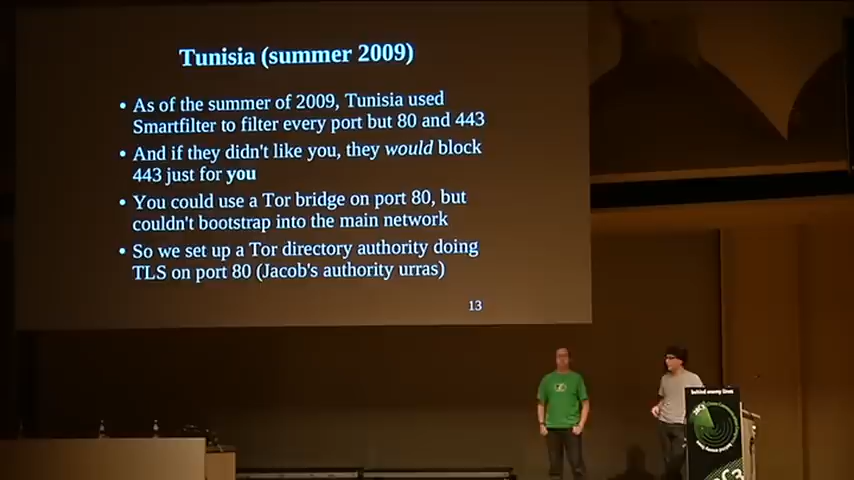 Tunisia (summer 2009)
• As of the summer of 2009, Tunisia used
Smartfilter to filter every port but 80 and 443
• And if they didn't like you, they would block
443 just for you
• You could use a Tor bridge on port 80, but
couldn't bootstrap into the main network
• So we set up a Tor directory authority doing
TLS on port 80 (Jacob's authority urras)
13
behind enemy lines